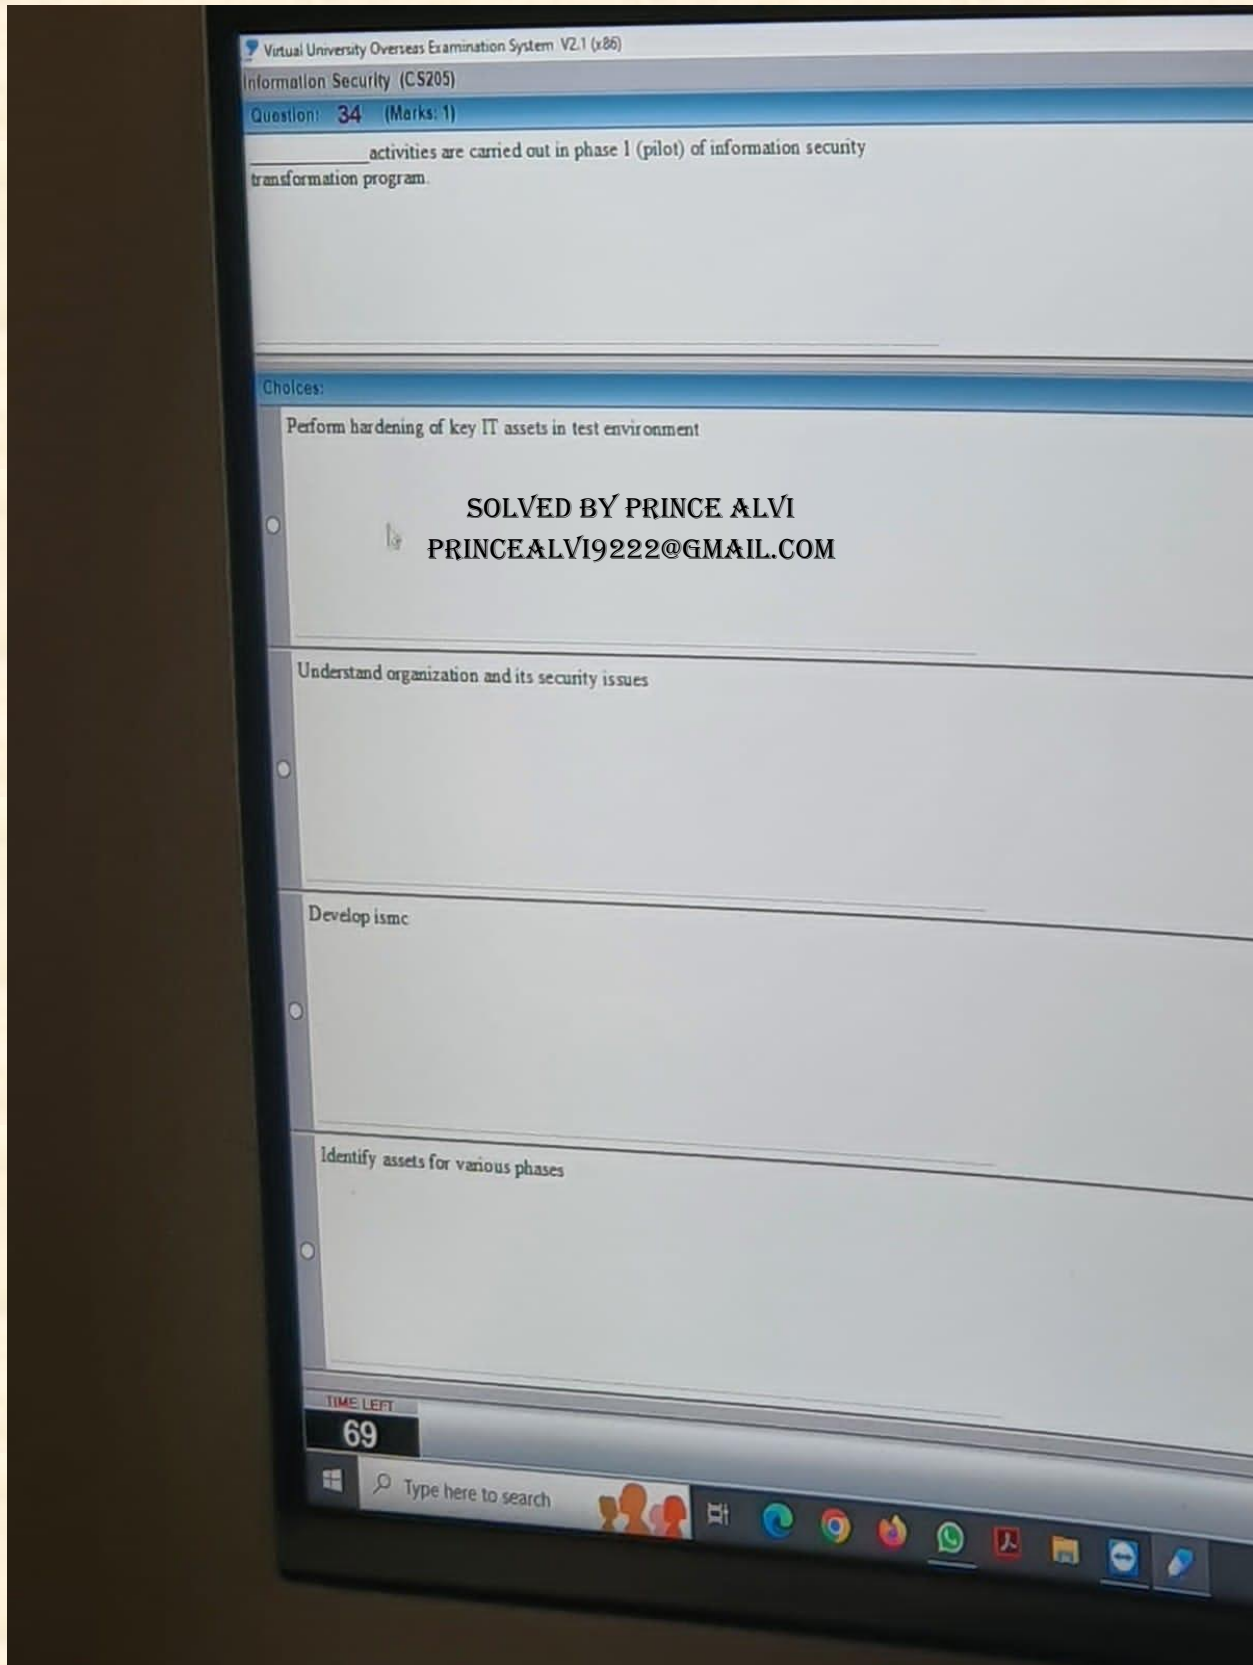 Virtual University Overseas Examination System V2.1 (x86)
Information Security (CS205)
Question: 34 (Marks: 1)
____________activities are carried out in phase 1 (pilot) of information security
transformation program.
Choices:
Perform hardening of key IT assets in test environment
SOLVED BY PRINCE ALVI
PRINCEALVI9222@GMAIL.COM
Understand organization and its security issues
Develop ismc
Identify assets for various phases
TIME LEFT
69
Type here to search